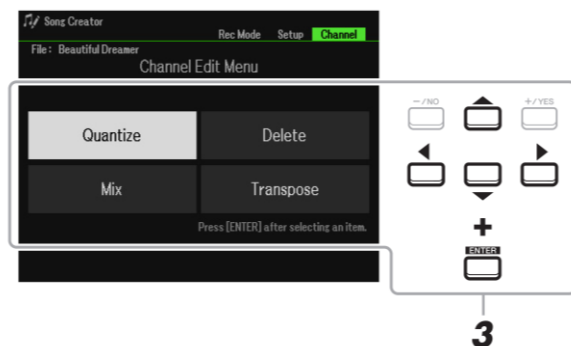 Song Creator
Rec Mode Setup Channel
File: Beautiful Dreamer
Channel Edit Menu
-/NO +/YES
Quantize Delete
Mix Transpose
Press [ENTER] after selecting an item.
+
ENTER
3